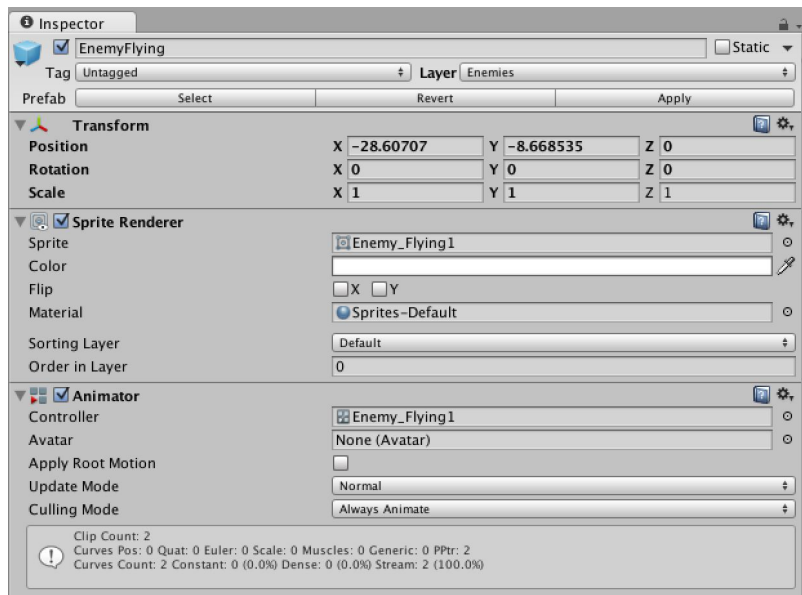 Inspector
EnemyFlying Static
Tag Untagged Layer Enemies
Prefab Select Revert Apply
Transform
Position X -28.60707 Y -8.668535 Z 0
Rotation X 0 Y 0 Z 0
Scale X 1 Y 1 Z 1
Sprite Renderer
Sprite Enemy_Flying1
Color
Flip X Y
Material Sprites-Default
Sorting Layer Default
Order in Layer 0
Animator
Controller Enemy_Flying1
Avatar None (Avatar)
Apply Root Motion
Update Mode Normal
Culling Mode Always Animate
Clip Count: 2
Curves Pos: 0 Quat: 0 Euler: 0 Scale: 0 Muscles: 0 Generic: 0 PPtr: 2
Curves Count: 2 Constant: 0 (0.0%) Dense: 0 (0.0%) Stream: 2 (100.0%)